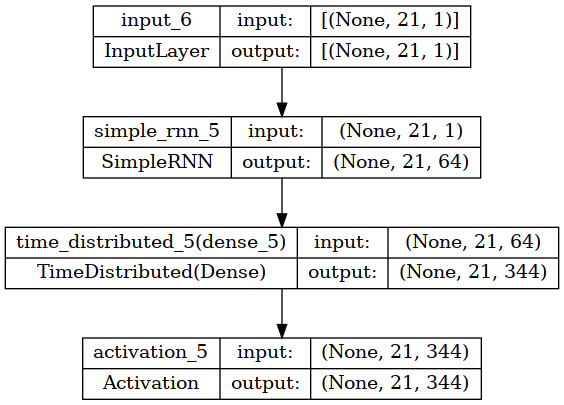 input_6 input: [(None, 21, 1)]
InputLayer output: [(None, 21, 1)]
simple_rnn_5 input: (None, 21, 1)
SimpleRNN output: (None, 21, 64)
time_distributed_5(dense_5) input: (None, 21, 64)
TimeDistributed(Dense) output: (None, 21, 344)
activation_5 input: (None, 21, 344)
Activation output: (None, 21, 344)